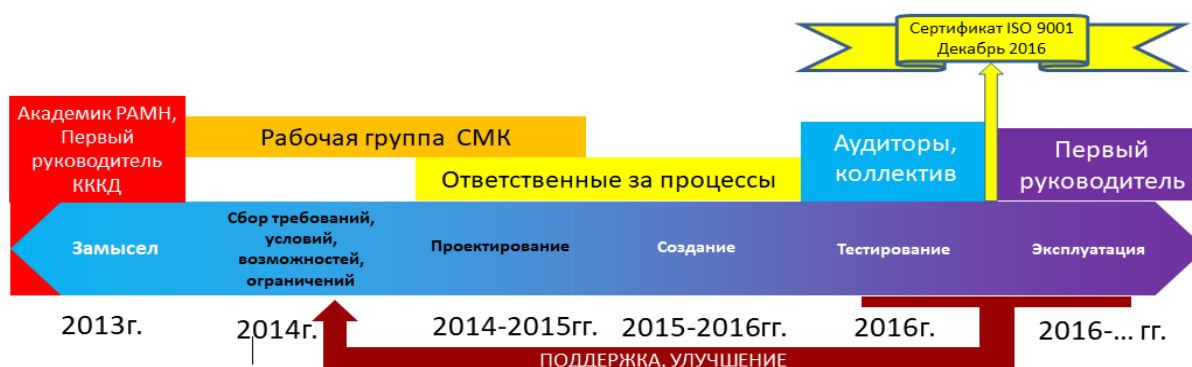 Сертификат ISO 9001
Декабрь 2016
Академик РАМН,
Первый
руководитель
КККД
Рабочая группа СМК
Ответственные за процессы
Аудиторы,
коллектив
Первый
руководитель
Замысел
Сбор требований,
условий,
возможностей,
ограничений
Проектирование
Создание
Тестирование
Эксплуатация
2013г.
2014г.
2014-2015гг.
2015-2016гг.
2016г.
2016-... гг.
ПОДДЕРЖКА, УЛУЧШЕНИЕ